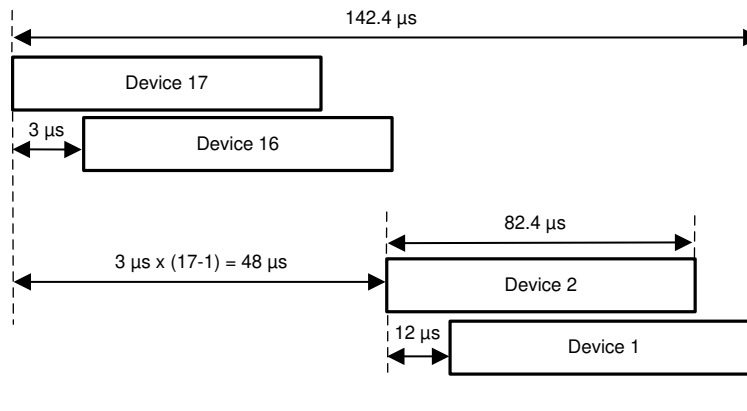 142.4 µs
Device 17
3 µs
Device 16
82.4 µs
3 µs x (17-1) = 48 µs
Device 2
12 µs
Device 1